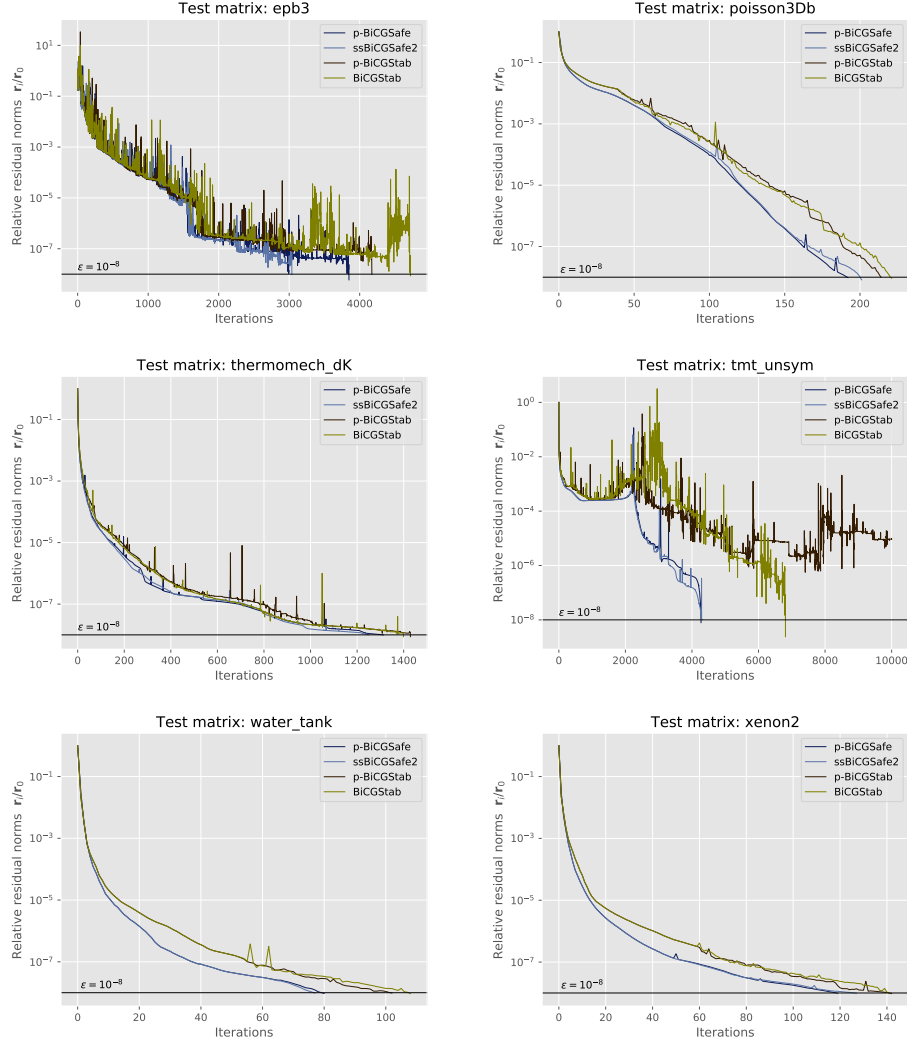 Test matrix: epb3
Relative residual norms r_i/r_0
10^1
10^{-1}
10^{-3}
10^{-5}
10^{-7}
p-BiCGSafe
ssBiCGSafe2
p-BiCGStab
BiCGStab
ε = 10^{-8}
0 1000 2000 3000 4000
Iterations
Test matrix: poisson3Db
Relative residual norms r_i/r_0
10^{-1}
10^{-3}
10^{-5}
10^{-7}
p-BiCGSafe
ssBiCGSafe2
p-BiCGStab
BiCGStab
ε = 10^{-8}
0 50 100 150 200
Iterations
Test matrix: thermomech_dK
Relative residual norms r_i/r_0
10^{-1}
10^{-3}
10^{-5}
10^{-7}
p-BiCGSafe
ssBiCGSafe2
p-BiCGStab
BiCGStab
ε = 10^{-8}
0 200 400 600 800 1000 1200 1400
Iterations
Test matrix: tmt_unsym
Relative residual norms r_i/r_0
10^0
10^{-2}
10^{-4}
10^{-6}
10^{-8}
p-BiCGSafe
ssBiCGSafe2
p-BiCGStab
BiCGStab
ε = 10^{-8}
0 2000 4000 6000 8000 10000
Iterations
Test matrix: water_tank
Relative residual norms r_i/r_0
10^{-1}
10^{-3}
10^{-5}
10^{-7}
p-BiCGSafe
ssBiCGSafe2
p-BiCGStab
BiCGStab
ε = 10^{-8}
0 20 40 60 80 100
Iterations
Test matrix: xenon2
Relative residual norms r_i/r_0
10^{-1}
10^{-3}
10^{-5}
10^{-7}
p-BiCGSafe
ssBiCGSafe2
p-BiCGStab
BiCGStab
ε = 10^{-8}
0 20 40 60 80 100 120 140
Iterations